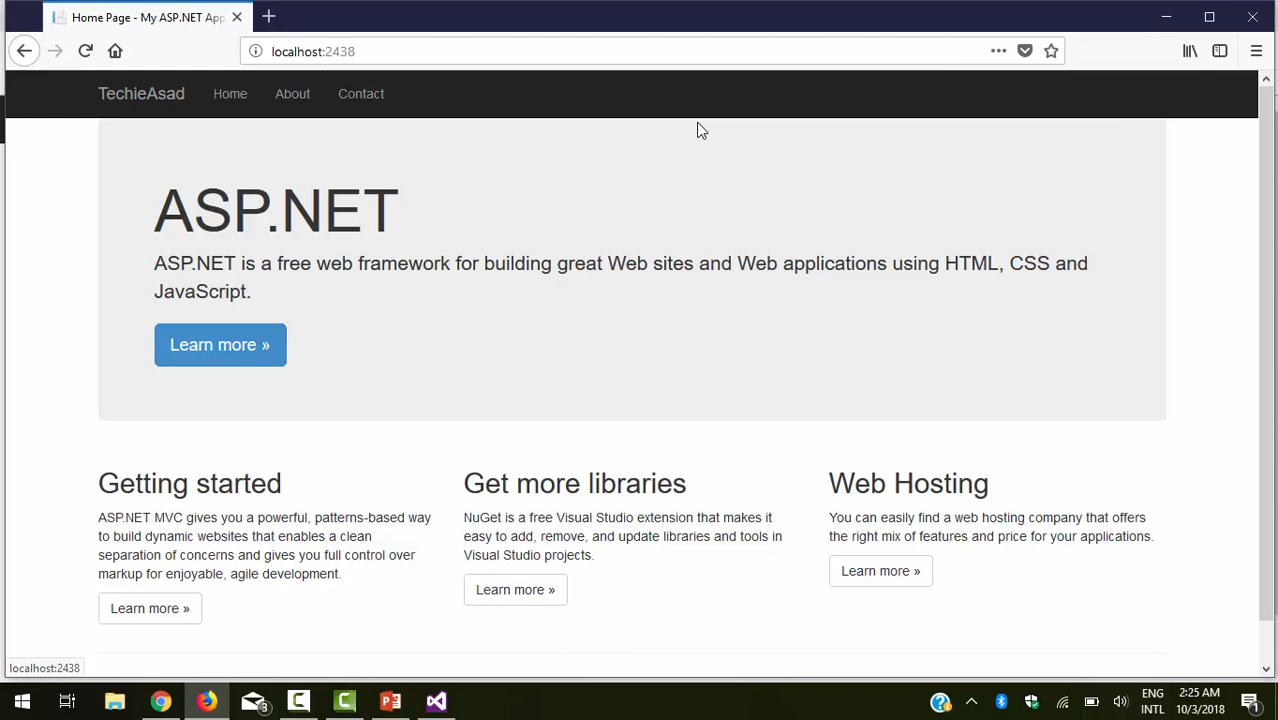 Home Page - My ASP.NET App
localhost:2438
TechieAsad Home About Contact
ASP.NET
ASP.NET is a free web framework for building great Web sites and Web applications using HTML, CSS and
JavaScript.
Learn more »
Getting started
ASP.NET MVC gives you a powerful, patterns-based way
to build dynamic websites that enables a clean
separation of concerns and gives you full control over
markup for enjoyable, agile development.
Learn more »
Get more libraries
NuGet is a free Visual Studio extension that makes it
easy to add, remove, and update libraries and tools in
Visual Studio projects.
Learn more »
Web Hosting
You can easily find a web hosting company that offers
the right mix of features and price for your applications.
Learn more »
localhost:2438
3
ENG
INTL
2:25 AM
10/3/2018
1